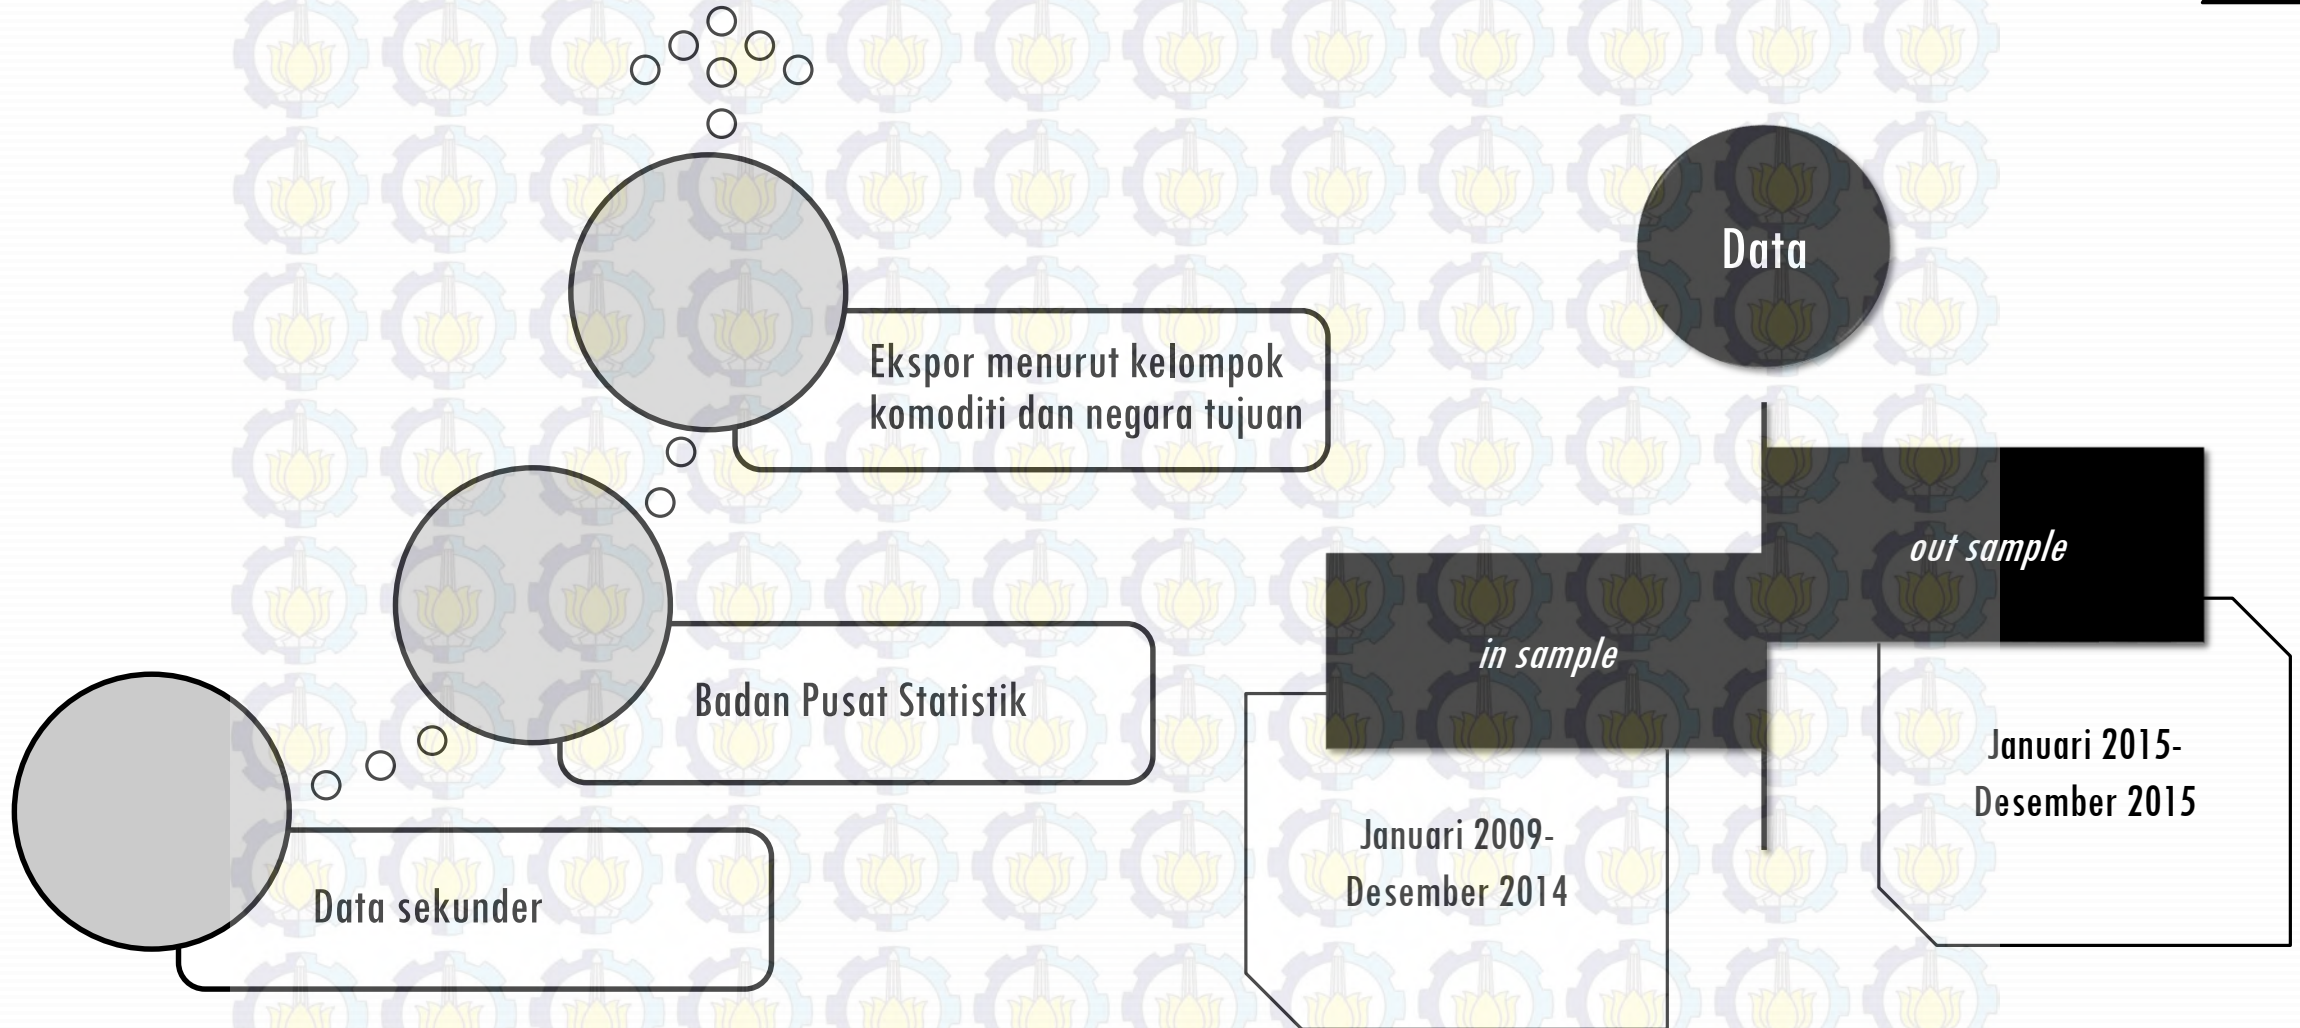 Ekspor menurut kelompok
komoditi dan negara tujuan
Badan Pusat Statistik
Data sekunder
Data
out sample
in sample
Januari 2015-
Desember 2015
Januari 2009-
Desember 2014